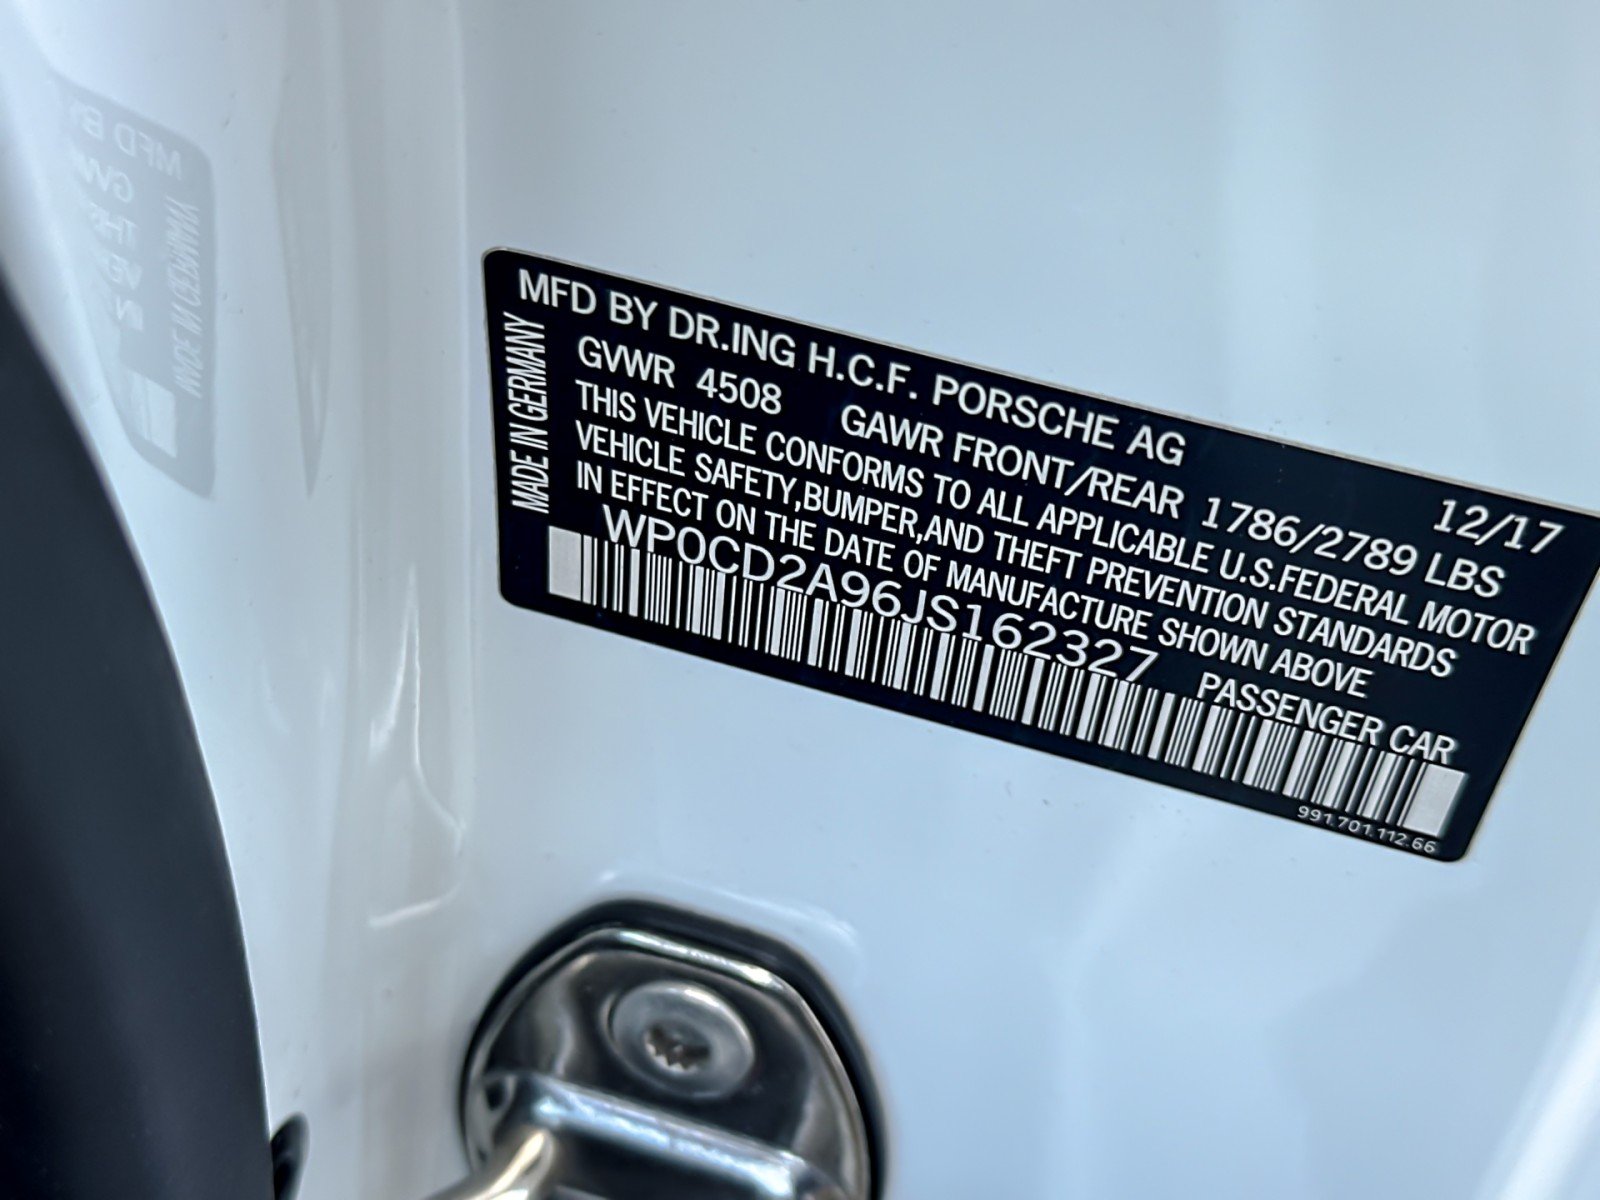 MFD BY DR.ING H.C.F. PORSCHE AG 12/17
GVWR 4508 GAWR FRONT/REAR 1786/2789 LBS
THIS VEHICLE CONFORMS TO ALL APPLICABLE U.S.FEDERAL MOTOR
VEHICLE SAFETY,BUMPER,AND THEFT PREVENTION STANDARDS
IN EFFECT ON THE DATE OF MANUFACTURE SHOWN ABOVE
WP0CD2A96JS162327 PASSENGER CAR
991.701.112.66
MADE IN GERMANY